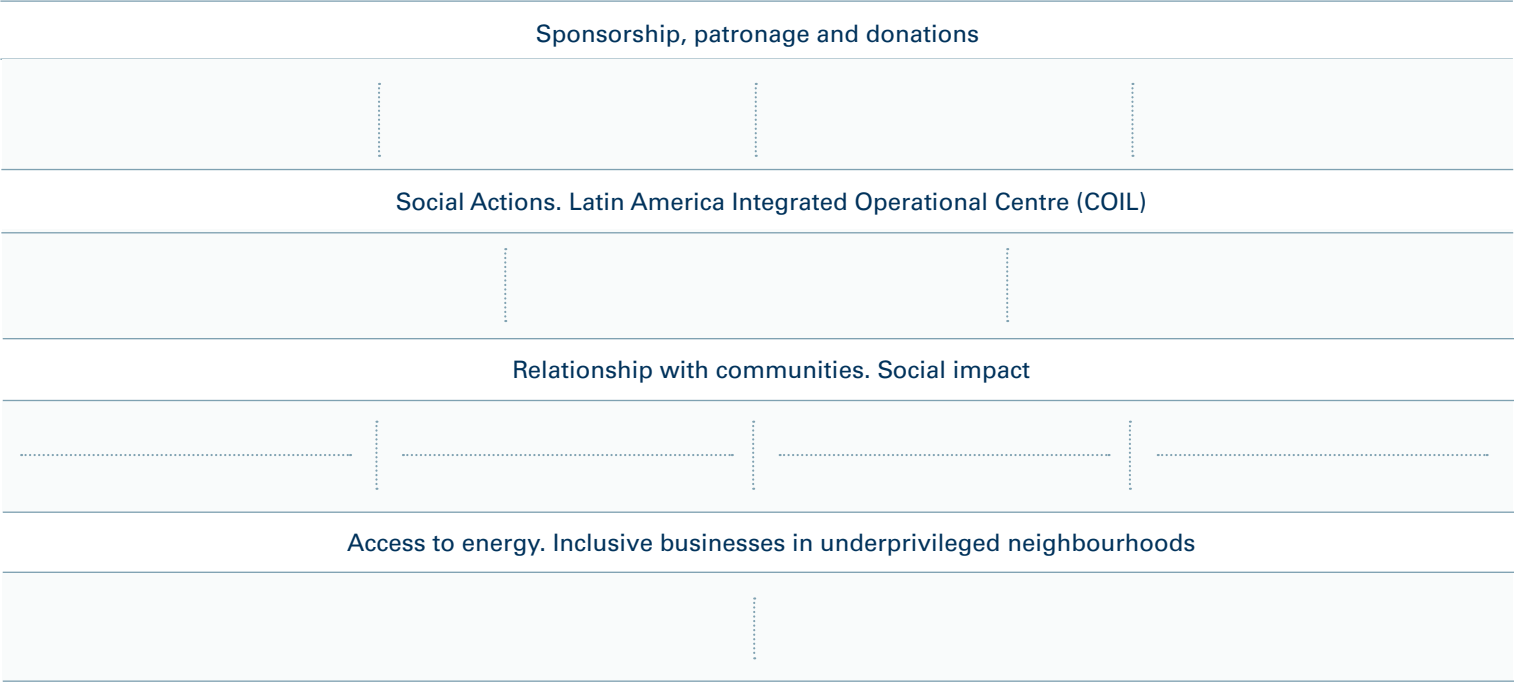 Sponsorship, patronage and donations
Social Actions. Latin America Integrated Operational Centre (COIL)
Relationship with communities. Social impact
Access to energy. Inclusive businesses in underprivileged neighbourhoods